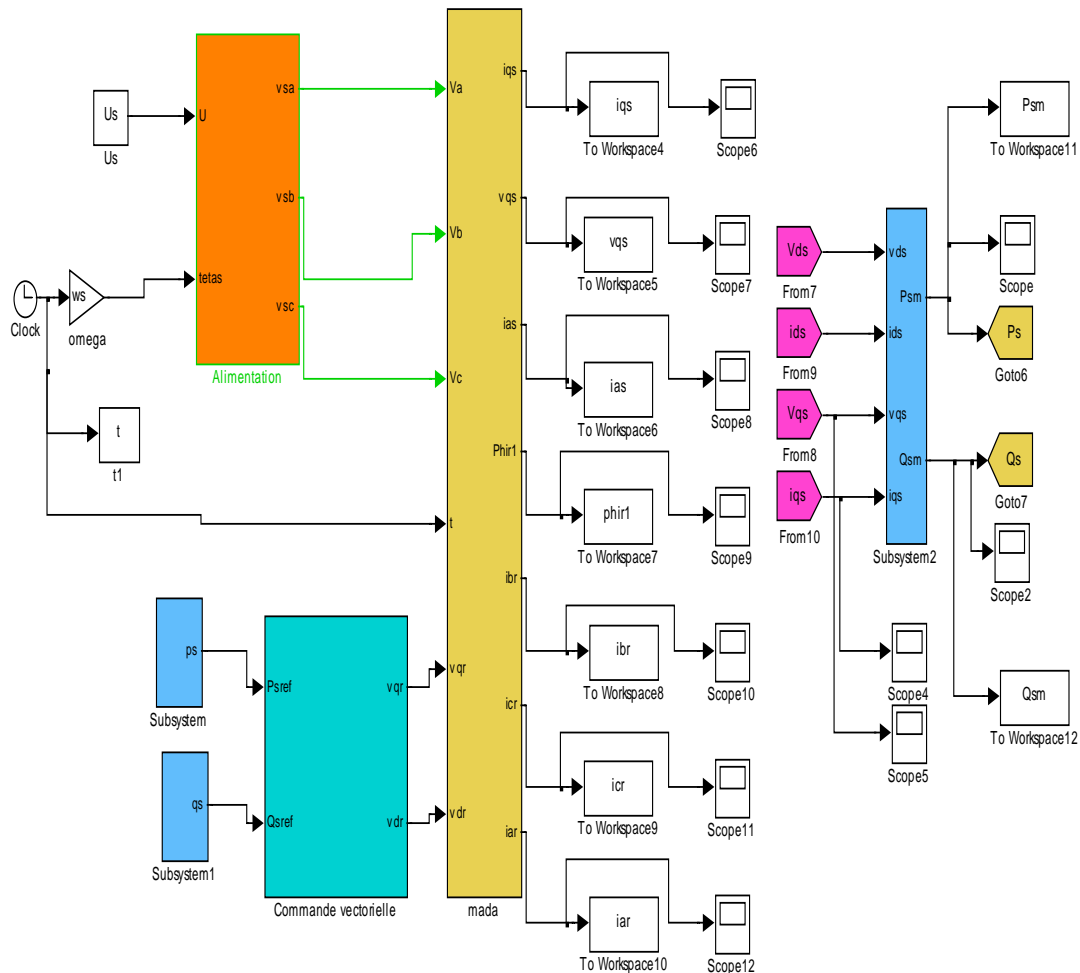 Us
Us
Clock
ws
omega
t
t1
U
tetas
vsa
vsb
vsc
Alimentation
ps
Subsystem
qs
Subsystem1
Psref
Qsref
vqr
vdr
Commande vectorielle
Va
Vb
Vc
t
vqr
vdr
iqs
vqs
ias
Phir1
ibr
icr
iar
mada
iqs
To Workspace4
Scope6
vqs
To Workspace5
Scope7
ias
To Workspace6
Scope8
phir1
To Workspace7
Scope9
ibr
To Workspace8
Scope10
icr
To Workspace9
Scope11
iar
To Workspace10
Scope12
Vds
From7
ids
From9
Vqs
From8
iqs
From10
vds
ids
vqs
iqs
Psm
Qsm
Subsystem2
Psm
To Workspace11
Scope
Ps
Goto6
Qs
Goto7
Scope2
Scope4
Scope5
Qsm
To Workspace12